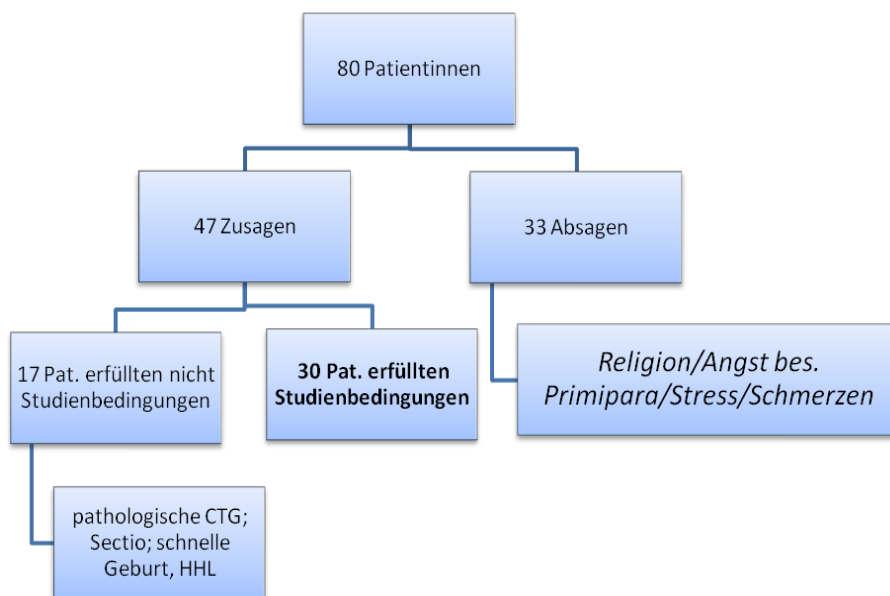 80 Patientinnen
47 Zusagen
33 Absagen
17 Pat. erfüllten nicht
Studienbedingungen
30 Pat. erfüllten
Studienbedingungen
Religion/Angst bes.
Primipara/Stress/Schmerzen
pathologische CTG;
Sectio; schnelle
Geburt, HHL